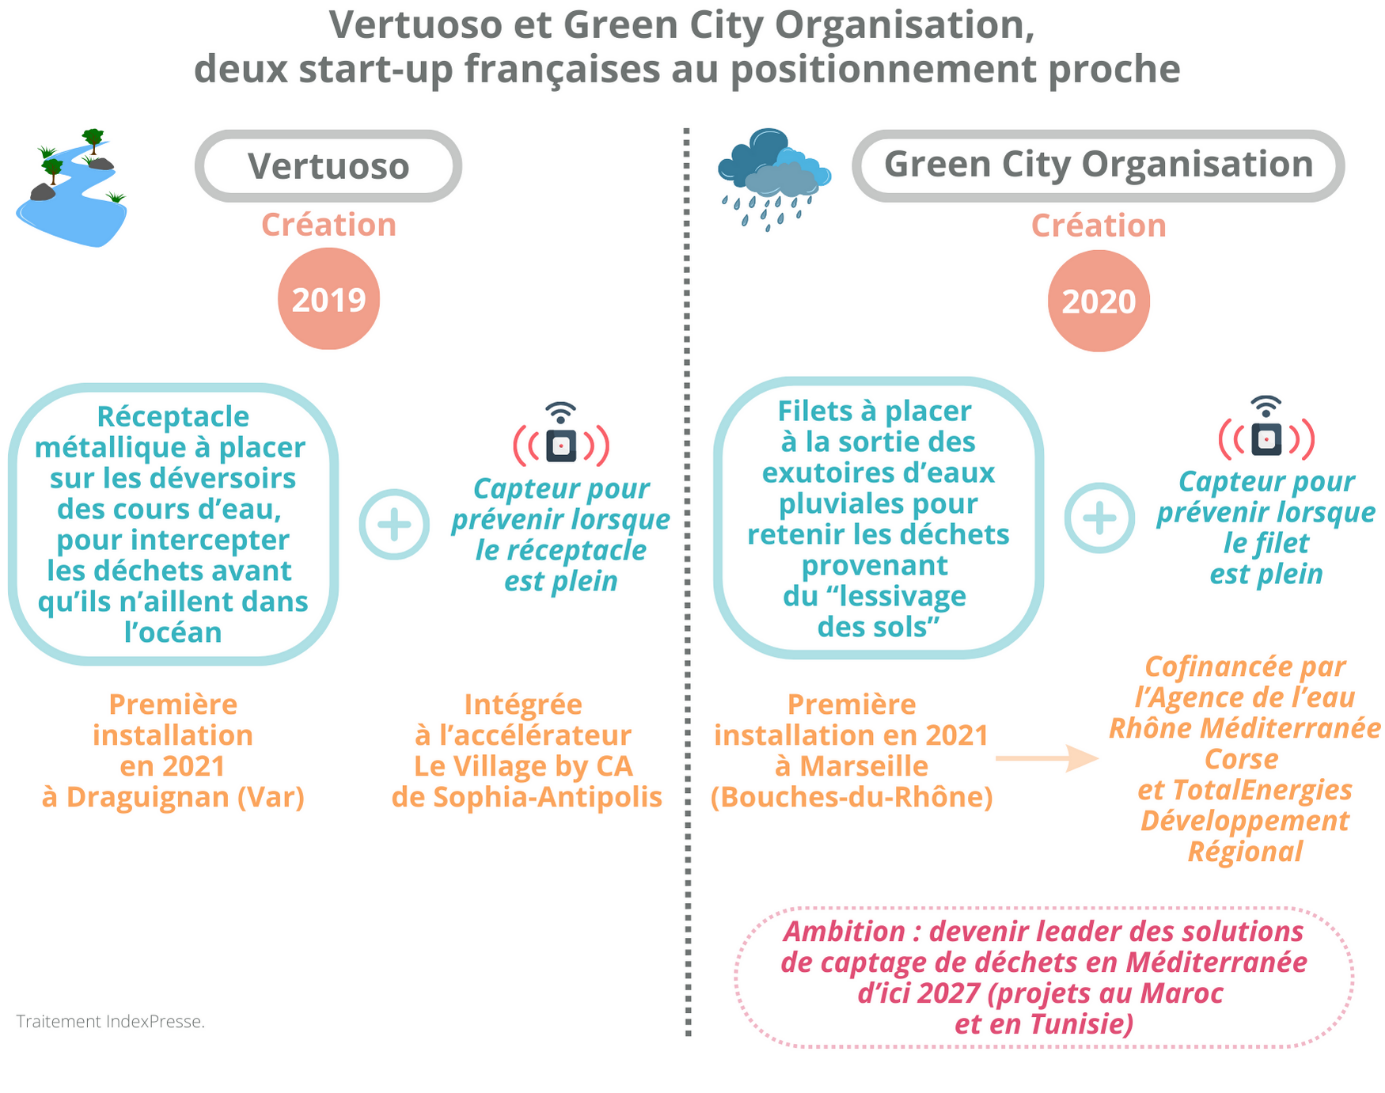 Vertuoso et Green City Organisation,
deux start-up françaises au positionnement proche
Vertuoso
Création
2019
Réceptacle
métallique à placer
sur les déversoirs
des cours d’eau,
pour intercepter
les déchets avant
qu’ils n’aillent dans
l’océan
Capteur pour
prévenir lorsque
le réceptacle
est plein
Première
installation
en 2021
à Draguignan (Var)
Intégrée
à l’accélérateur
Le Village by CA
de Sophia-Antipolis
Green City Organisation
Création
2020
Filets à placer
à la sortie des
exutoires d’eaux
pluviales pour
retenir les déchets
provenant
du “lessivage
des sols”
Capteur pour
prévenir lorsque
le filet
est plein
Première
installation en 2021
à Marseille
(Bouches-du-Rhône)
Cofinancée par
l’Agence de l’eau
Rhône Méditerranée
Corse
et TotalEnergies
Développement
Régional
Ambition : devenir leader des solutions
de captage de déchets en Méditerranée
d’ici 2027 (projets au Maroc
et en Tunisie)
Traitement IndexPresse.